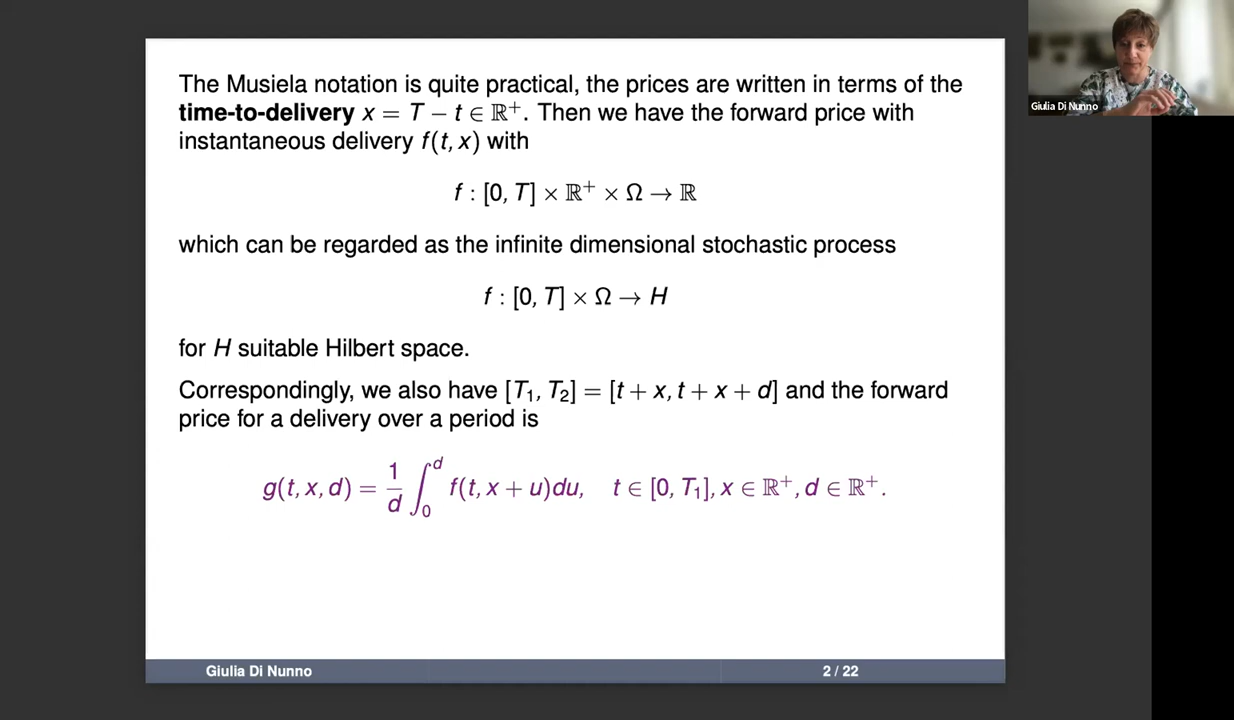 The Musiela notation is quite practical, the prices are written in terms of the
time-to-delivery x = T − t ∈ ℝ⁺. Then we have the forward price with
instantaneous delivery f(t, x) with
f : [0, T] × ℝ⁺ × Ω → ℝ
which can be regarded as the infinite dimensional stochastic process
f : [0, T] × Ω → H
for H suitable Hilbert space.
Correspondingly, we also have [T₁, T₂] = [t + x, t + x + d] and the forward
price for a delivery over a period is
g(t, x, d) = 1/d ∫₀ᵈ f(t, x + u)du, t ∈ [0, T₁], x ∈ ℝ⁺, d ∈ ℝ⁺.
Giulia Di Nunno 2 / 22
Giulia Di Nunno